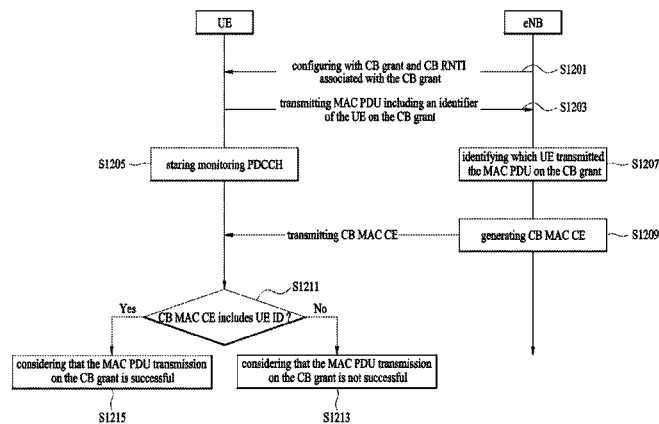 UE
eNB
configuring with CB grant and CB RNTI
associated with the CB grant
S1201
transmitting MAC PDU including an identifier
of the UE on the CB grant
S1203
S1205
staring monitoring PDCCH
identifying which UE transmitted
the MAC PDU on the CB grant
S1207
transmitting CB MAC CE
generating CB MAC CE
S1209
S1211
Yes
CB MAC CE includes UE ID ?
No
considering that the MAC PDU transmission
on the CB grant is successful
considering that the MAC PDU transmission
on the CB grant is not successful
S1215
S1213